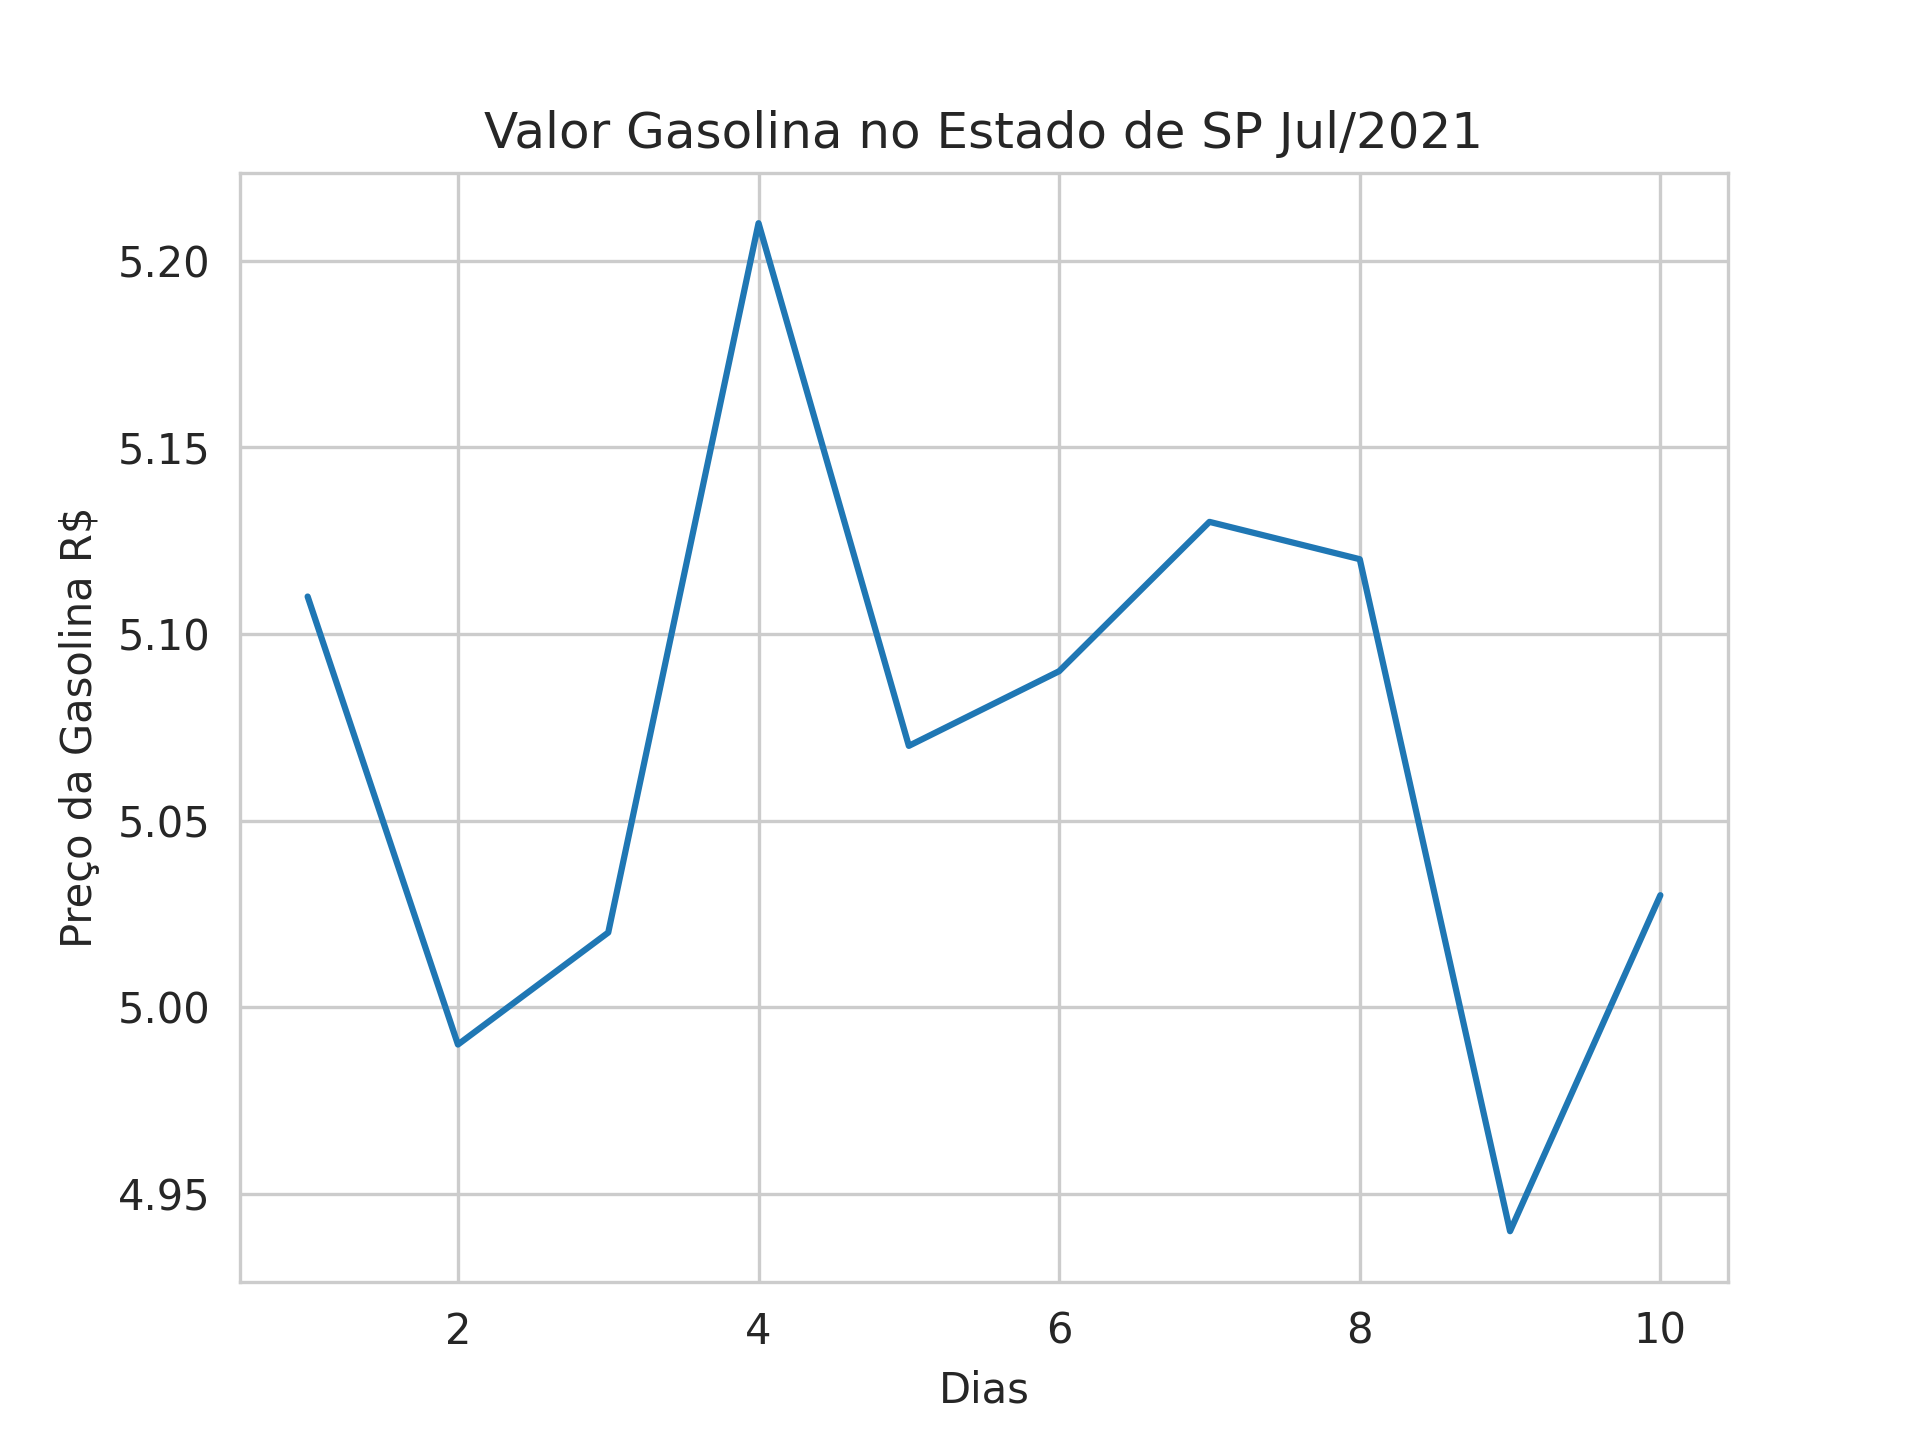 Valor Gasolina no Estado de SP Jul/2021
Preço da Gasolina R$
5.20
5.15
5.10
5.05
5.00
4.95
2 4 6 8 10
Dias